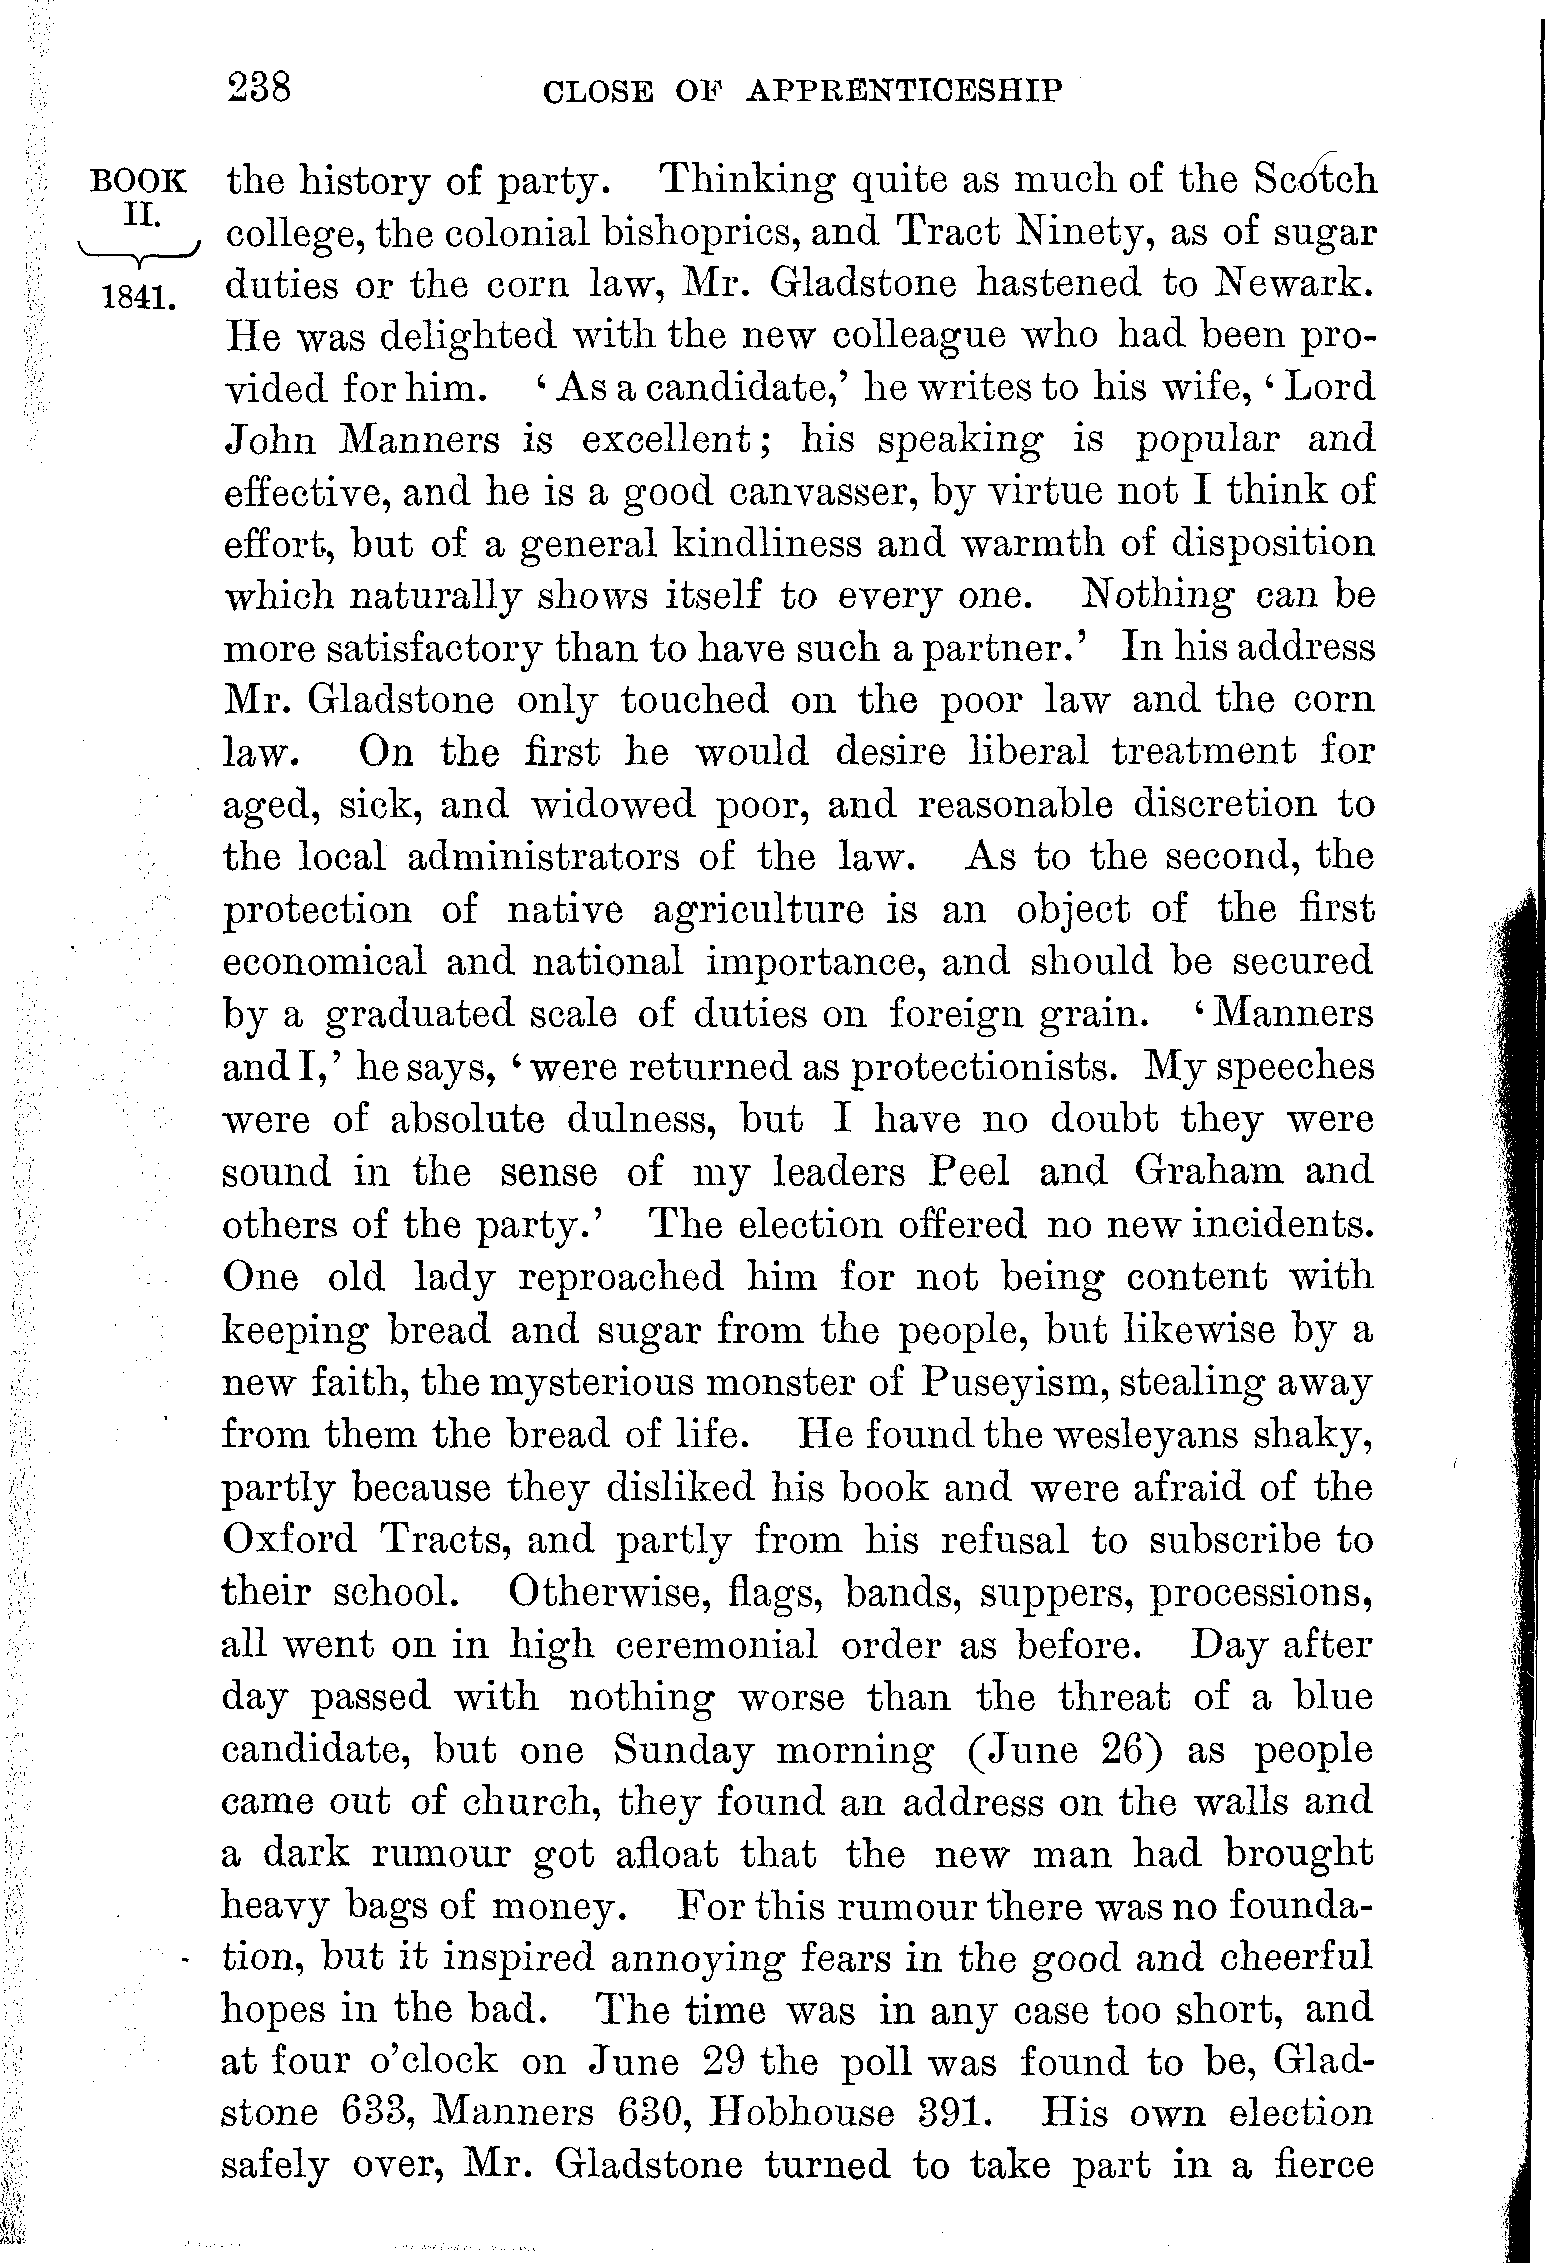 238 CLOSE OF APPRENTICESHIP
BOOK
II.
1841.
the history of party. Thinking quite as much of the Scotch
college, the colonial bishoprics, and Tract Ninety, as of sugar
duties or the corn law, Mr. Gladstone hastened to Newark.
He was delighted with the new colleague who had been pro-
vided for him. ‘As a candidate,’ he writes to his wife, ‘Lord
John Manners is excellent; his speaking is popular and
effective, and he is a good canvasser, by virtue not I think of
effort, but of a general kindliness and warmth of disposition
which naturally shows itself to every one. Nothing can be
more satisfactory than to have such a partner.’ In his address
Mr. Gladstone only touched on the poor law and the corn
law. On the first he would desire liberal treatment for
aged, sick, and widowed poor, and reasonable discretion to
the local administrators of the law. As to the second, the
protection of native agriculture is an object of the first
economical and national importance, and should be secured
by a graduated scale of duties on foreign grain. ‘Manners
and I,’ he says, ‘were returned as protectionists. My speeches
were of absolute dulness, but I have no doubt they were
sound in the sense of my leaders Peel and Graham and
others of the party.’ The election offered no new incidents.
One old lady reproached him for not being content with
keeping bread and sugar from the people, but likewise by a
new faith, the mysterious monster of Puseyism, stealing away
from them the bread of life. He found the wesleyans shaky,
partly because they disliked his book and were afraid of the
Oxford Tracts, and partly from his refusal to subscribe to
their school. Otherwise, flags, bands, suppers, processions,
all went on in high ceremonial order as before. Day after
day passed with nothing worse than the threat of a blue
candidate, but one Sunday morning (June 26) as people
came out of church, they found an address on the walls and
a dark rumour got afloat that the new man had brought
heavy bags of money. For this rumour there was no founda-
tion, but it inspired annoying fears in the good and cheerful
hopes in the bad. The time was in any case too short, and
at four o’clock on June 29 the poll was found to be, Glad-
stone 633, Manners 630, Hobhouse 391. His own election
safely over, Mr. Gladstone turned to take part in a fierce